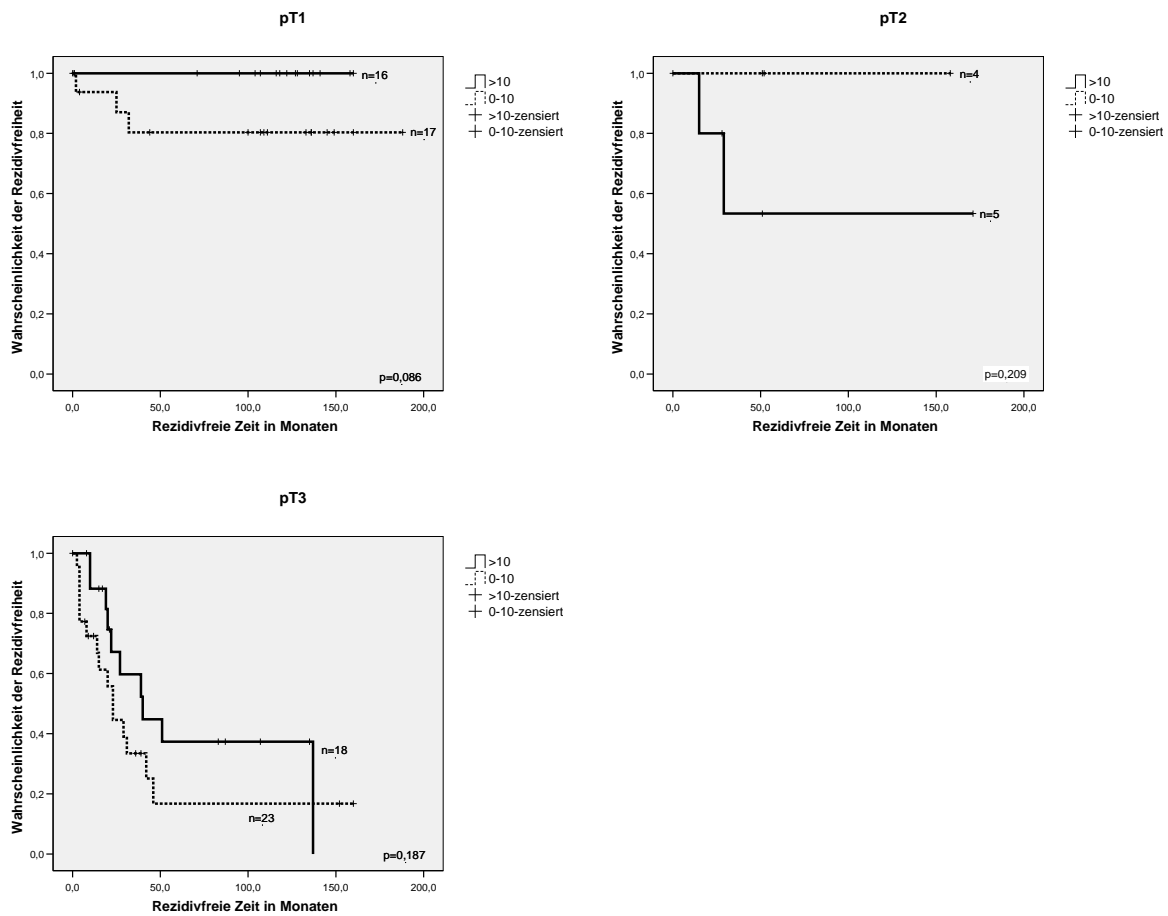 pT1
Wahrscheinlichkeit der Rezidivfreiheit
1,0
0,8
0,6
0,4
0,2
0,0
n=16
n=17
p=0,086
0,0 50,0 100,0 150,0 200,0
Rezidivfreie Zeit in Monaten
>10
0-10
>10-zensiert
0-10-zensiert
pT2
Wahrscheinlichkeit der Rezidivfreiheit
1,0
0,8
0,6
0,4
0,2
0,0
n=4
n=5
p=0,209
0,0 50,0 100,0 150,0 200,0
Rezidivfreie Zeit in Monaten
>10
0-10
>10-zensiert
0-10-zensiert
pT3
Wahrscheinlichkeit der Rezidivfreiheit
1,0
0,8
0,6
0,4
0,2
0,0
n=18
n=23
p=0,187
0,0 50,0 100,0 150,0 200,0
Rezidivfreie Zeit in Monaten
>10
0-10
>10-zensiert
0-10-zensiert